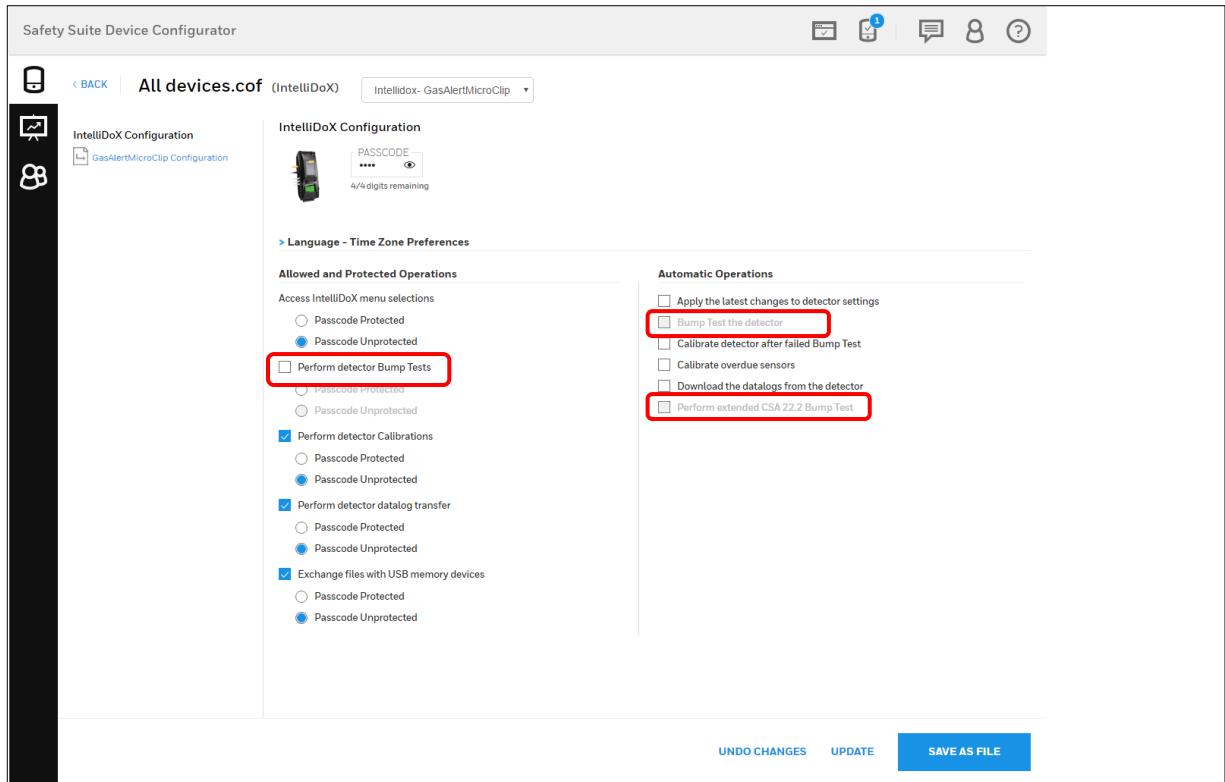 Safety Suite Device Configurator
1
< BACK
All devices.cof (IntelliDoX)
Intellidox- GasAlertMicroClip
IntelliDoX Configuration
GasAlertMicroClip Configuration
IntelliDoX Configuration
PASSCODE
••••
4/4 digits remaining
> Language - Time Zone Preferences
Allowed and Protected Operations
Access IntelliDoX menu selections
Passcode Protected
Passcode Unprotected
Perform detector Bump Tests
Passcode Protected
Passcode Unprotected
Perform detector Calibrations
Passcode Protected
Passcode Unprotected
Perform detector datalog transfer
Passcode Protected
Passcode Unprotected
Exchange files with USB memory devices
Passcode Protected
Passcode Unprotected
Automatic Operations
Apply the latest changes to detector settings
Bump Test the detector
Calibrate detector after failed Bump Test
Calibrate overdue sensors
Download the datalogs from the detector
Perform extended CSA 22.2 Bump Test
UNDO CHANGES
UPDATE
SAVE AS FILE